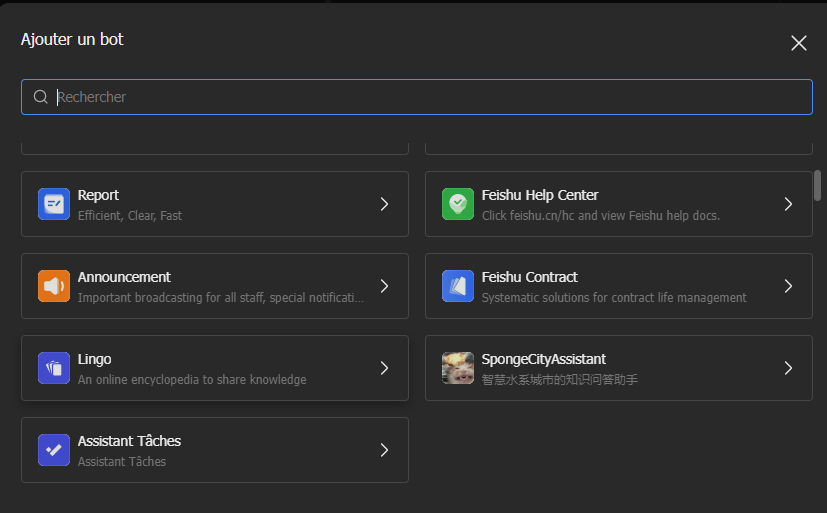 Ajouter un bot
Rechercher
Report
Efficient, Clear, Fast
Feishu Help Center
Click feishu.cn/hc and view Feishu help docs.
Announcement
Important broadcasting for all staff, special notificati...
Feishu Contract
Systematic solutions for contract life management
Lingo
An online encyclopedia to share knowledge
SpongeCityAssistant
智慧水系城市的知识问答助手
Assistant Tâches
Assistant Tâches